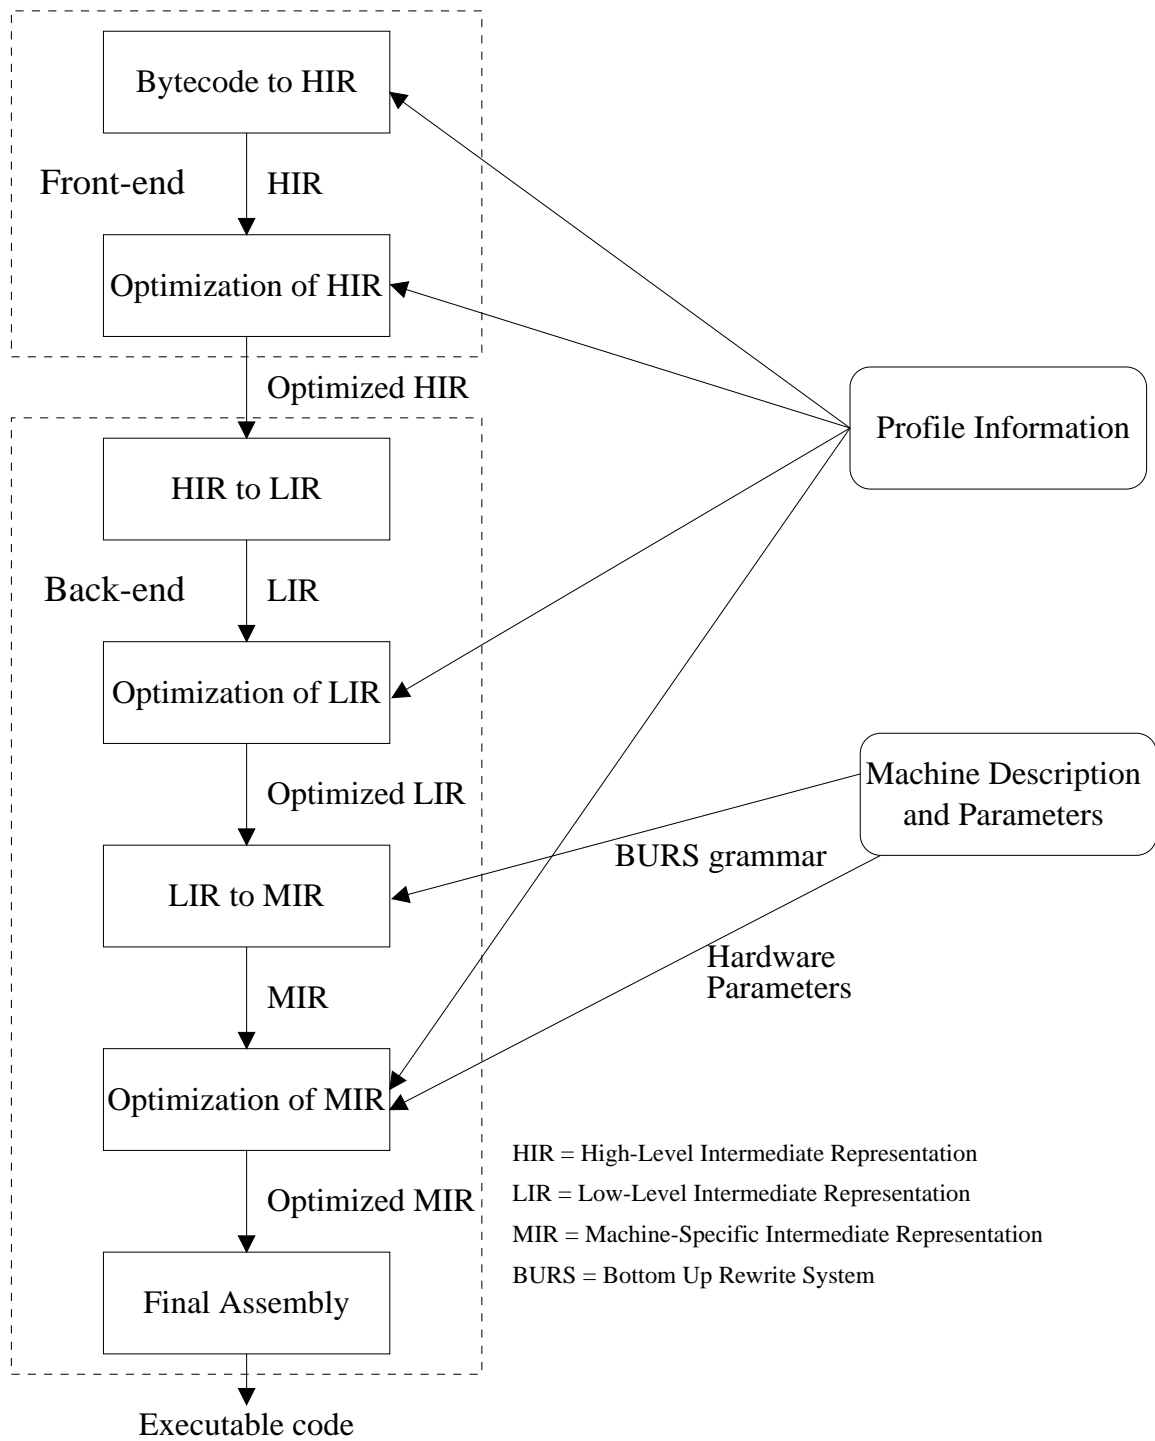 Bytecode to HIR
Front-end
HIR
Optimization of HIR
Optimized HIR
Profile Information
HIR to LIR
Back-end
LIR
Optimization of LIR
Optimized LIR
Machine Description
and Parameters
BURS grammar
LIR to MIR
Hardware
Parameters
MIR
Optimization of MIR
HIR = High-Level Intermediate Representation
LIR = Low-Level Intermediate Representation
MIR = Machine-Specific Intermediate Representation
BURS = Bottom Up Rewrite System
Optimized MIR
Final Assembly
Executable code